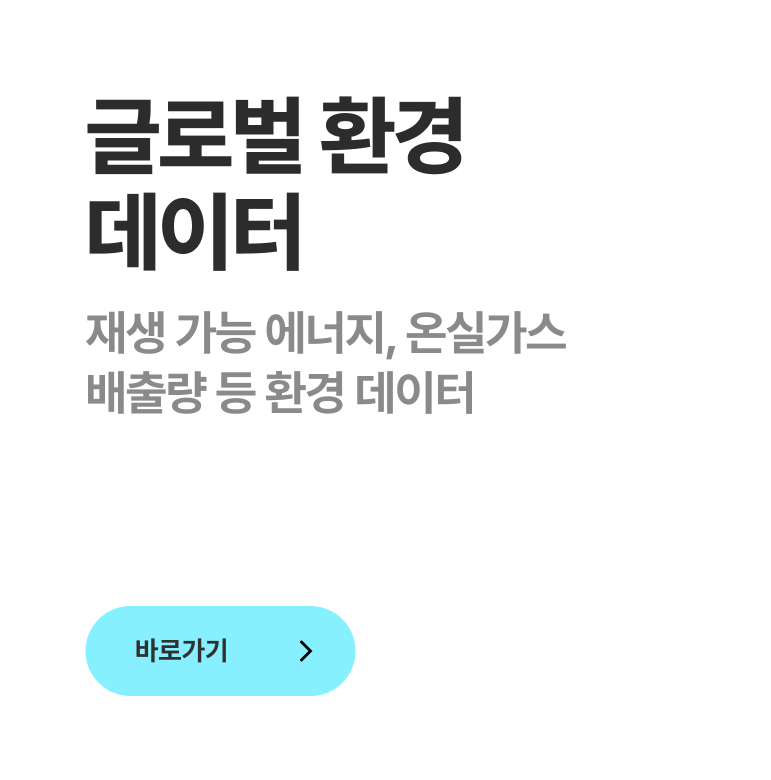 글로벌 환경
데이터
재생 가능 에너지, 온실가스
배출량 등 환경 데이터
바로가기